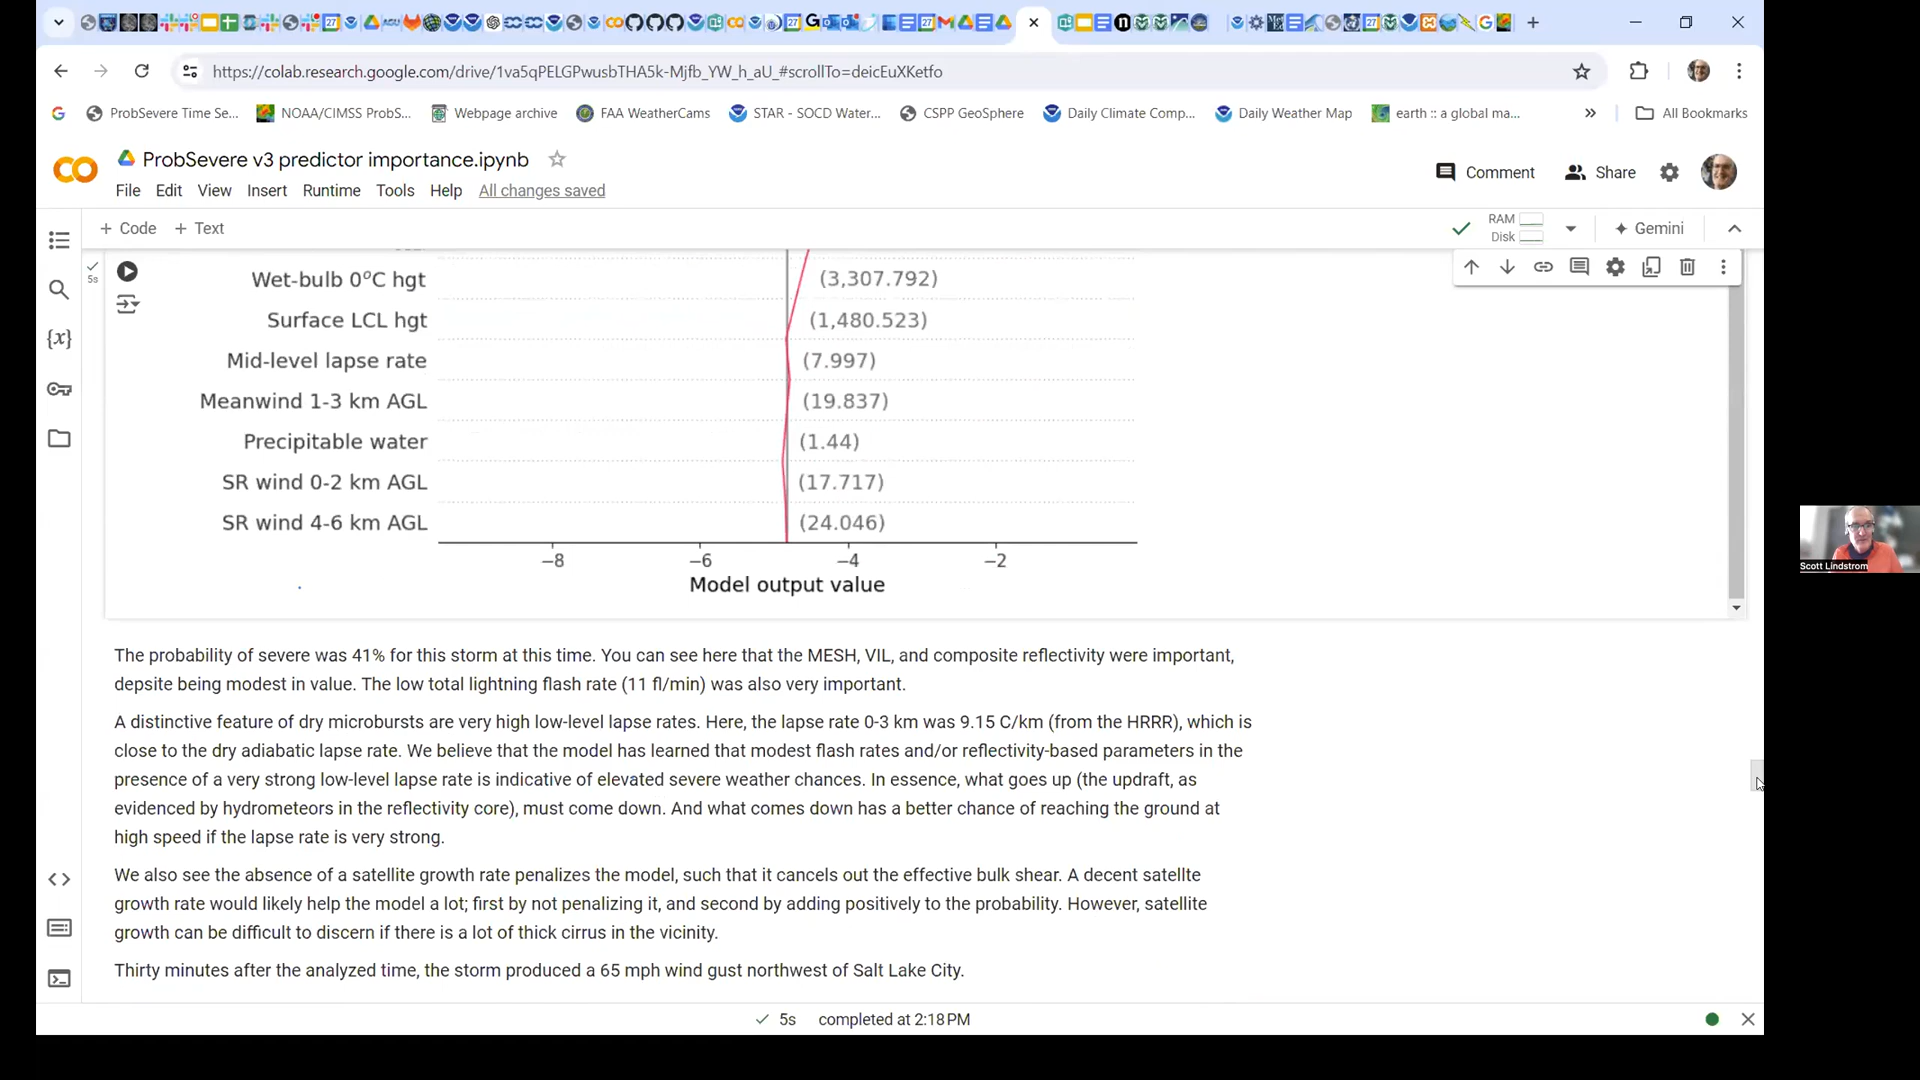 https://colab.research.google.com/drive/1va5qPELGPwusbTHA5k-Mjfb_YW_h_aU_#scrollTo=deicEuXKetfo
ProbSevere Time Se... NOAA/CIMSS ProbS... Webpage archive FAA WeatherCams STAR - SOCD Water... CSPP GeoSphere Daily Climate Comp... Daily Weather Map earth :: a global ma... » All Bookmarks
ProbSevere v3 predictor importance.ipynb
Comment Share
File Edit View Insert Runtime Tools Help All changes saved
+ Code + Text
RAM
Disk
Gemini
5s
Wet-bulb 0°C hgt (3,307.792)
Surface LCL hgt (1,480.523)
Mid-level lapse rate (7.997)
Meanwind 1-3 km AGL (19.837)
Precipitable water (1.44)
SR wind 0-2 km AGL (17.717)
SR wind 4-6 km AGL (24.046)
−8 −6 −4 −2
Model output value
Scott Lindstrom
The probability of severe was 41% for this storm at this time. You can see here that the MESH, VIL, and composite reflectivity were important,
depsite being modest in value. The low total lightning flash rate (11 fl/min) was also very important.
A distinctive feature of dry microbursts are very high low-level lapse rates. Here, the lapse rate 0-3 km was 9.15 C/km (from the HRRR), which is
close to the dry adiabatic lapse rate. We believe that the model has learned that modest flash rates and/or reflectivity-based parameters in the
presence of a very strong low-level lapse rate is indicative of elevated severe weather chances. In essence, what goes up (the updraft, as
evidenced by hydrometeors in the reflectivity core), must come down. And what comes down has a better chance of reaching the ground at
high speed if the lapse rate is very strong.
We also see the absence of a satellite growth rate penalizes the model, such that it cancels out the effective bulk shear. A decent satellte
growth rate would likely help the model a lot; first by not penalizing it, and second by adding positively to the probability. However, satellite
growth can be difficult to discern if there is a lot of thick cirrus in the vicinity.
Thirty minutes after the analyzed time, the storm produced a 65 mph wind gust northwest of Salt Lake City.
5s completed at 2:18 PM